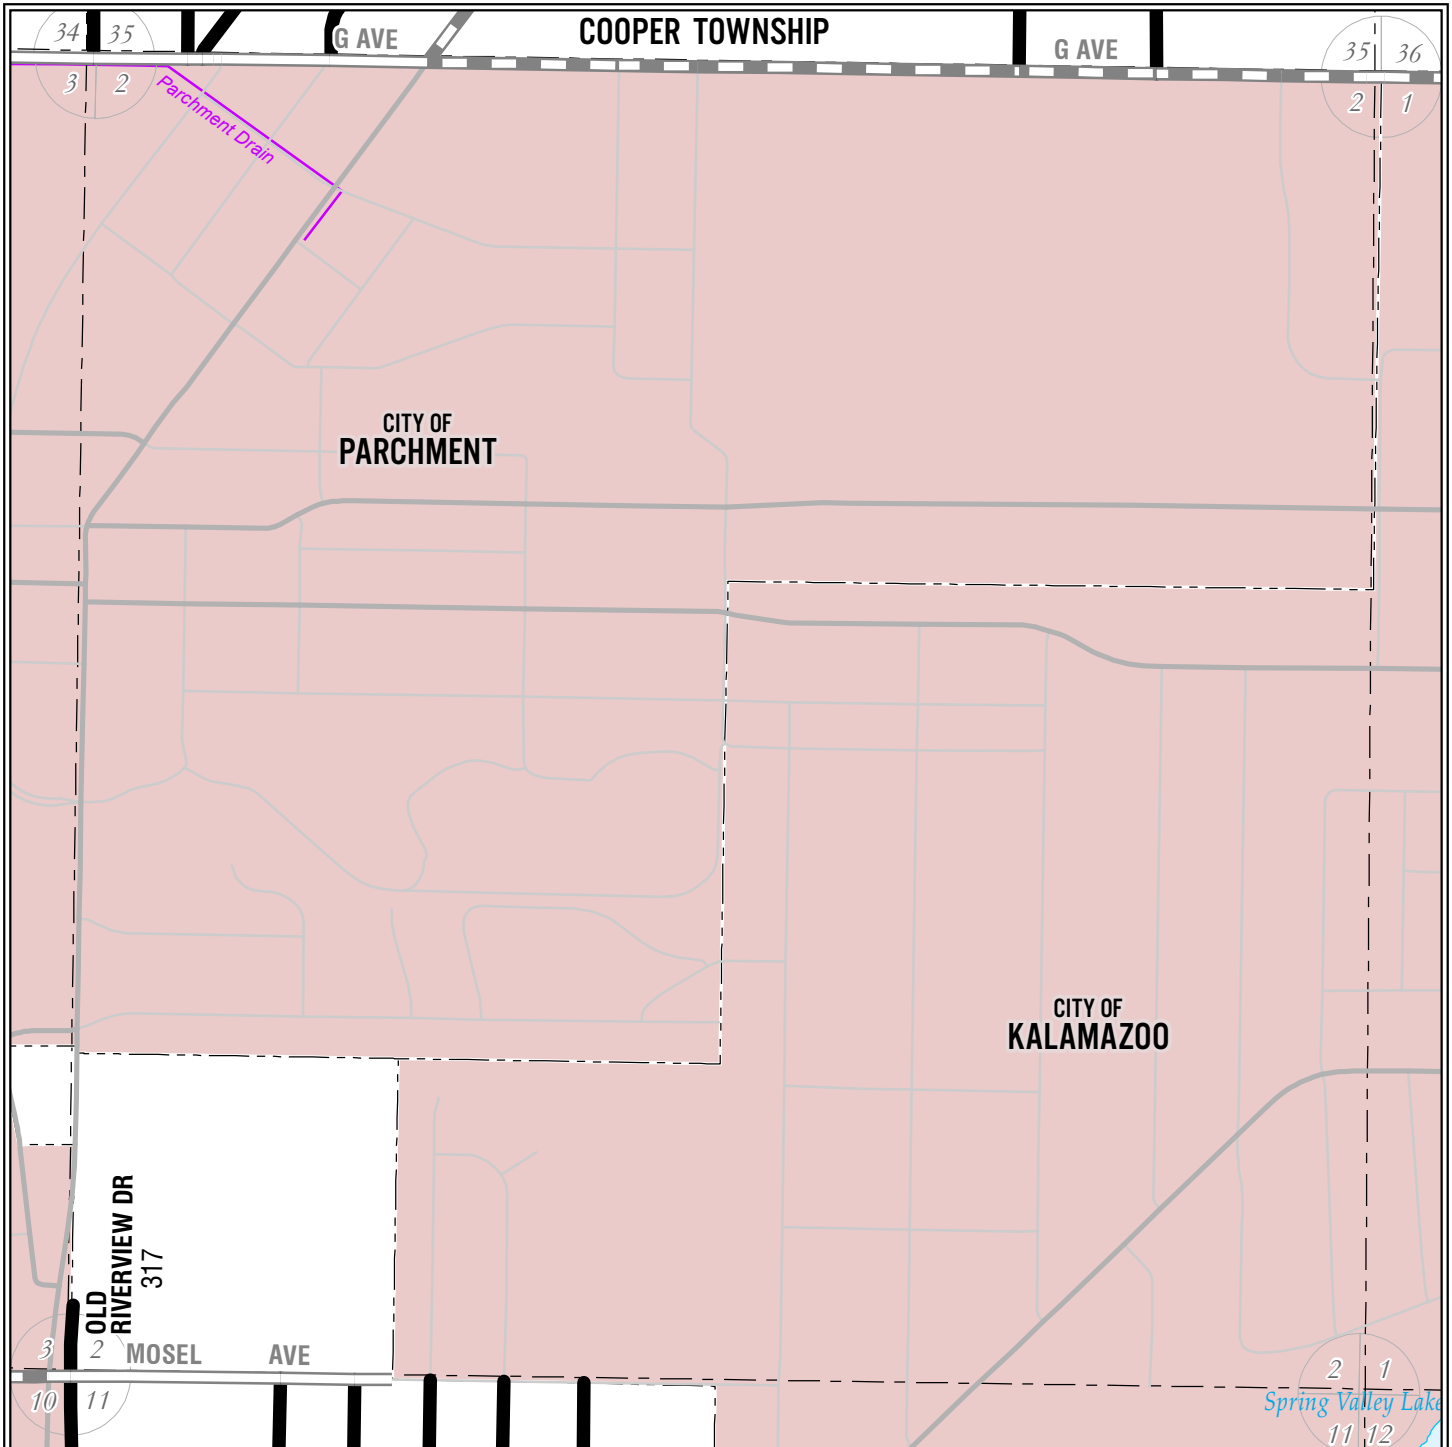 34 35
G AVE
COOPER TOWNSHIP
G AVE
35 36
3 2
2 1
Parchment Drain
CITY OF
PARCHMENT
CITY OF
KALAMAZOO
OLD
RIVERVIEW DR
317
3 2
MOSEL AVE
10 11
2 1
Spring Valley Lake
11 12